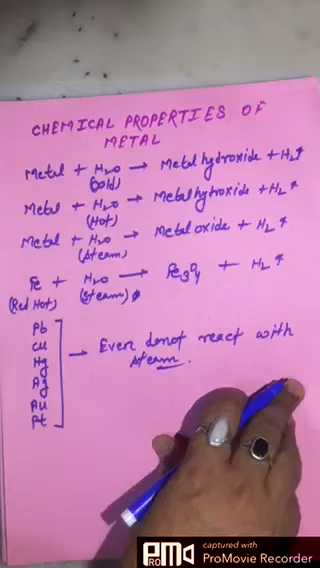 CHEMICAL PROPERTIES OF
METAL
Metal + H₂O → Metal hydroxide + H₂↑
(Cold)
Metal + H₂O → Metal hydroxide + H₂↑
(Hot)
Metal + H₂O → Metal oxide + H₂↑
(steam)
Fe + H₂O → Fe₃O₄ + H₂↑
(Red Hot) (steam)
Pb
Cu
Hg
Ag
Au
Pt
→ Even donot react with
steam.
PRO
captured with
ProMovie Recorder